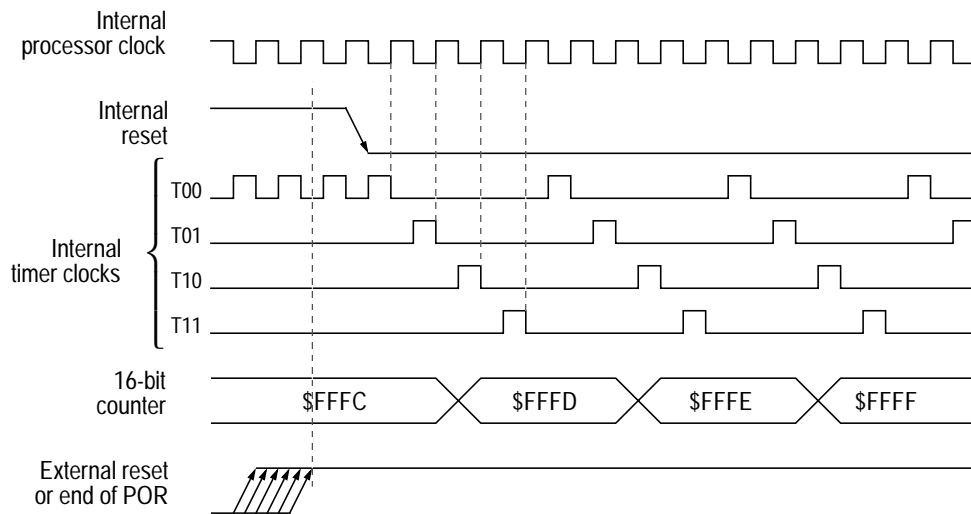 Internal
processor clock
Internal
reset
T00
T01
Internal
timer clocks
T10
T11
16-bit
counter
$FFFC
$FFFD
$FFFE
$FFFF
External reset
or end of POR